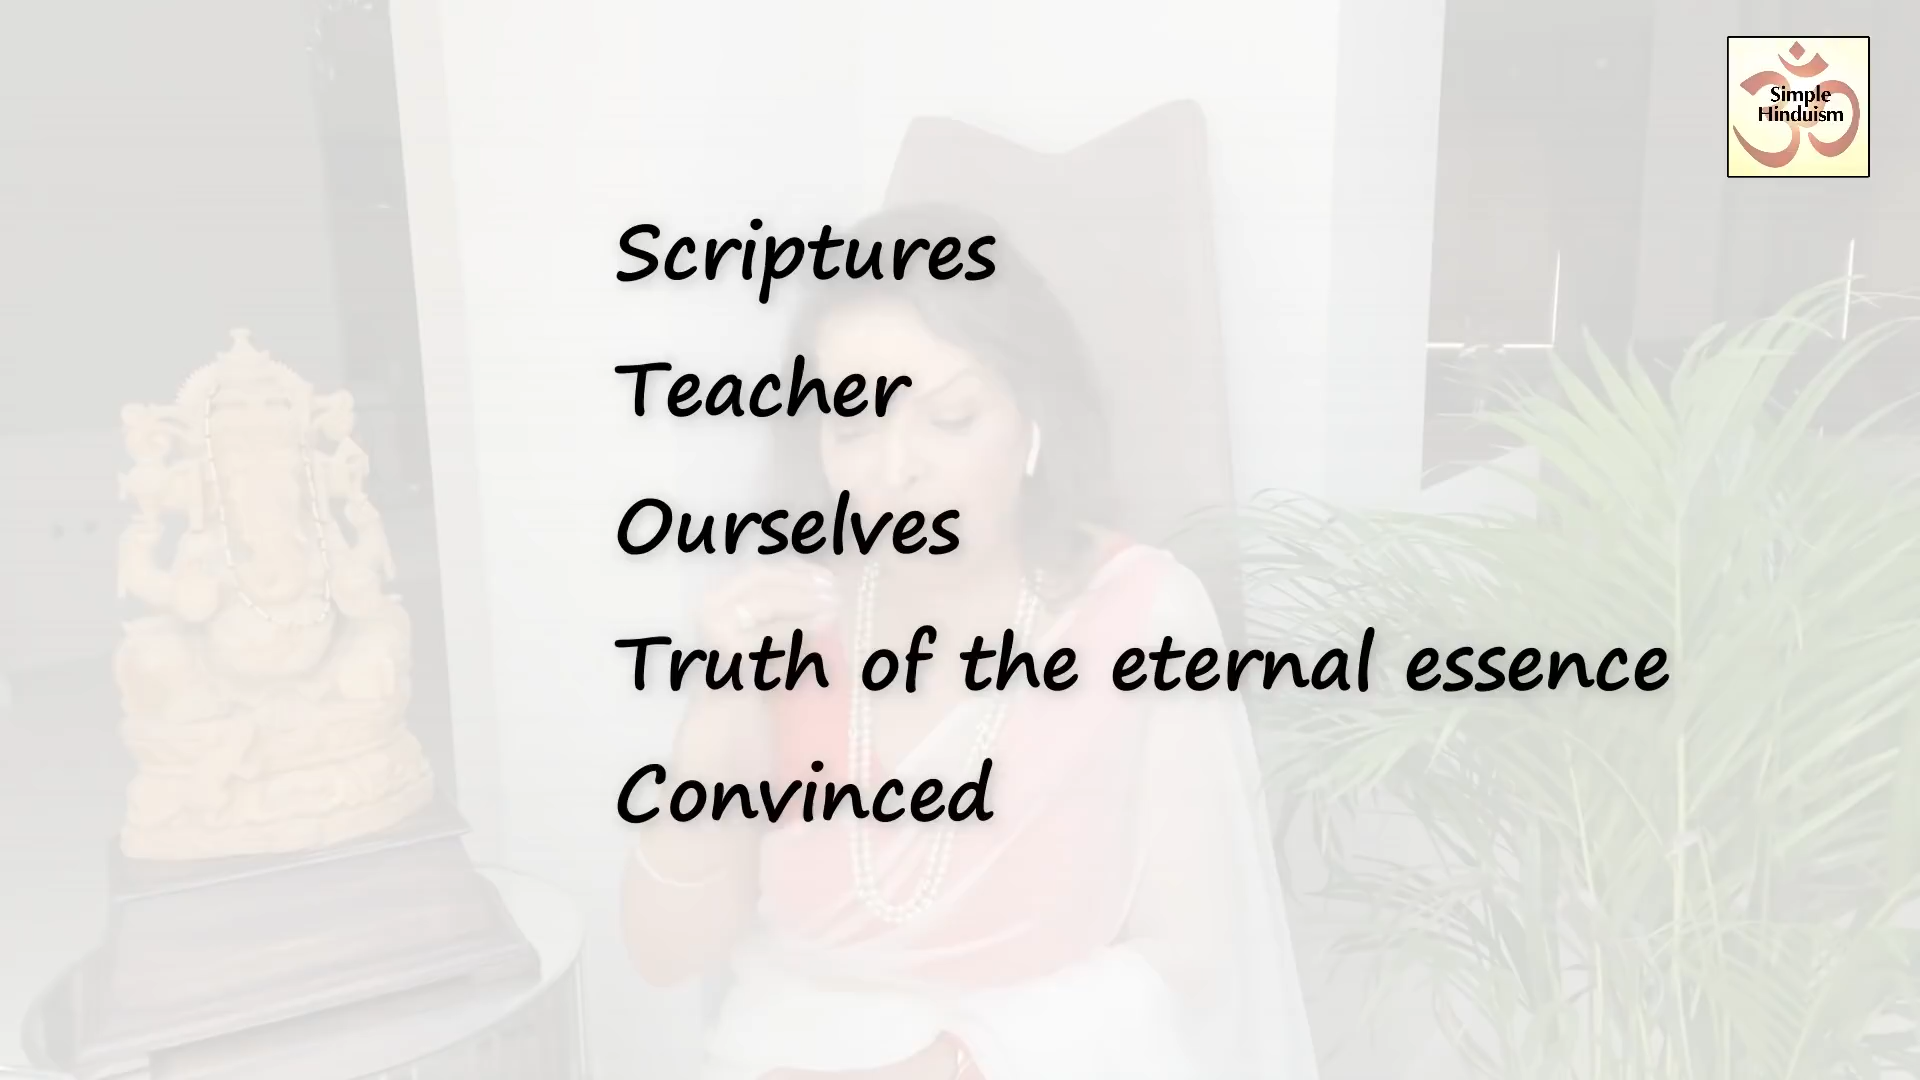 Simple
Hinduism
Scriptures
Teacher
Ourselves
Truth of the eternal essence
Convinced